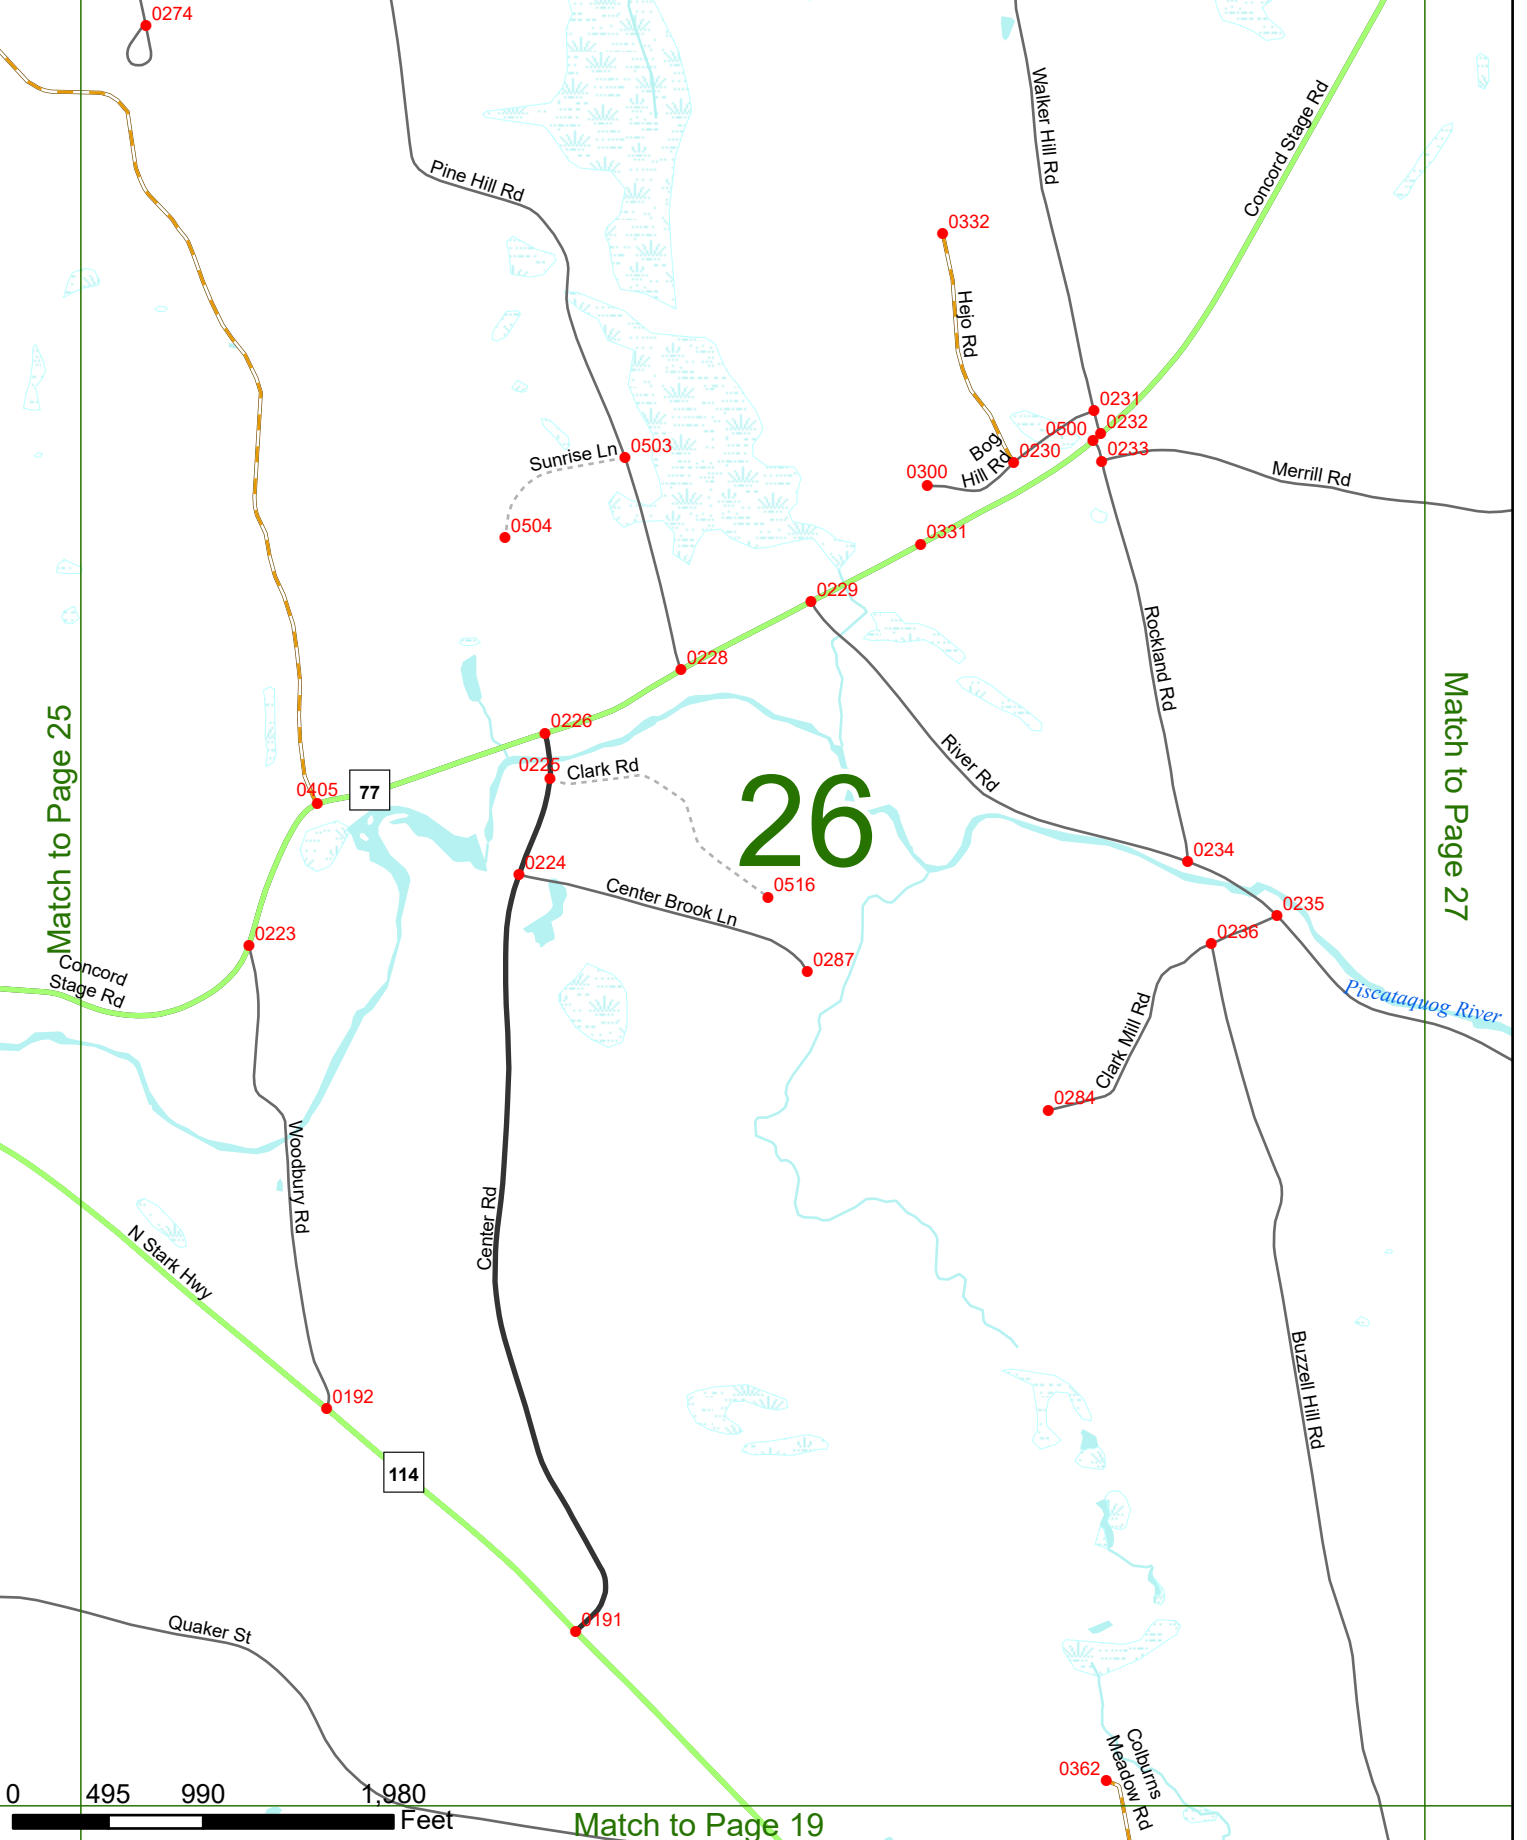 0274
Pine Hill Rd
Walker Hill Rd
Concord Stage Rd
0332
Hejo Rd
0231
0232
0500
0233
Bog
Hill Rd
0230
0300
Merrill Rd
Sunrise Ln
0503
0504
0331
0229
Rockland Rd
0228
0226
Match to Page 25
Match to Page 27
0225
Clark Rd
River Rd
0405
77
26
0224
0234
Center Brook Ln
0516
0235
0223
0236
0287
Concord
Stage Rd
Piscataquog River
Clark Mill Rd
0284
Woodbury Rd
Center Rd
N Stark Hwy
Buzzell Hill Rd
0192
114
0191
Quaker St
Colburns
Meadow Rd
0362
0 495 990 1,980
Feet
Match to Page 19